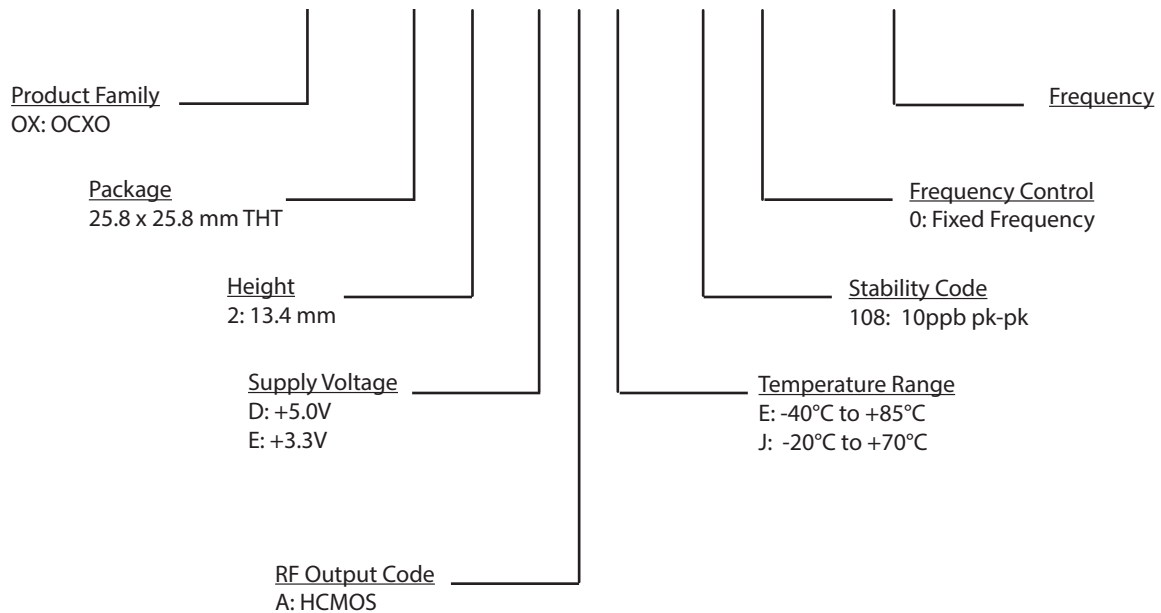 Product Family
OX: OCXO
Frequency
Package
25.8 x 25.8 mm THT
Frequency Control
0: Fixed Frequency
Height
2: 13.4 mm
Stability Code
108:  10ppb pk-pk
Supply Voltage
D: +5.0V
E: +3.3V
Temperature Range
E: -40°C to +85°C
J:  -20°C to +70°C
RF Output Code
A: HCMOS